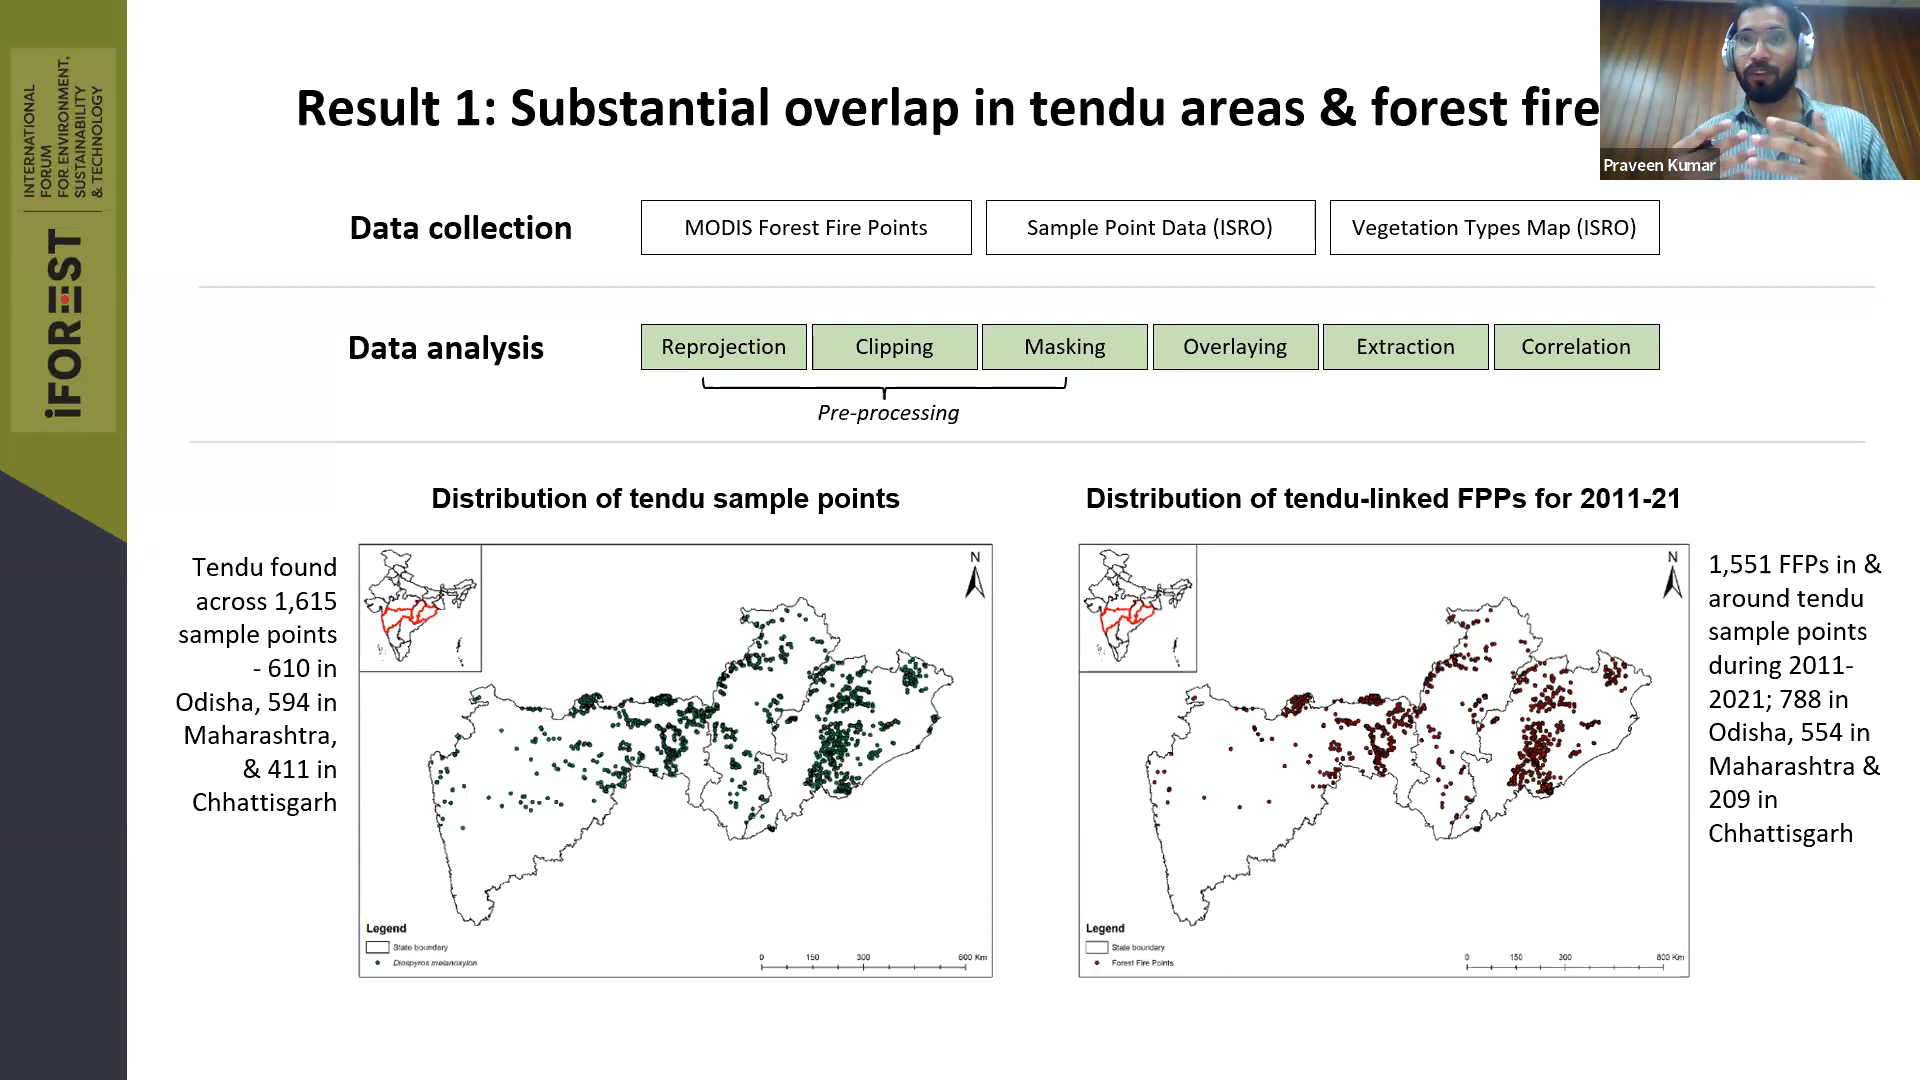 INTERNATIONAL
FORUM
FOR ENVIRONMENT,
SUSTAINABILITY
& TECHNOLOGY
iFOREST
Result 1: Substantial overlap in tendu areas & forest fire
Praveen Kumar
Data collection
MODIS Forest Fire Points
Sample Point Data (ISRO)
Vegetation Types Map (ISRO)
Data analysis
Reprojection
Clipping
Masking
Overlaying
Extraction
Correlation
Pre-processing
Distribution of tendu sample points
Tendu found
across 1,615
sample points
- 610 in
Odisha, 594 in
Maharashtra,
& 411 in
Chhattisgarh
N
Legend
State boundary
Diospyros melanoxylon
0 150 300 600 Km
Distribution of tendu-linked FPPs for 2011-21
N
Legend
State boundary
Forest Fire Points
0 150 300 600 Km
1,551 FFPs in &
around tendu
sample points
during 2011-
2021; 788 in
Odisha, 554 in
Maharashtra &
209 in
Chhattisgarh